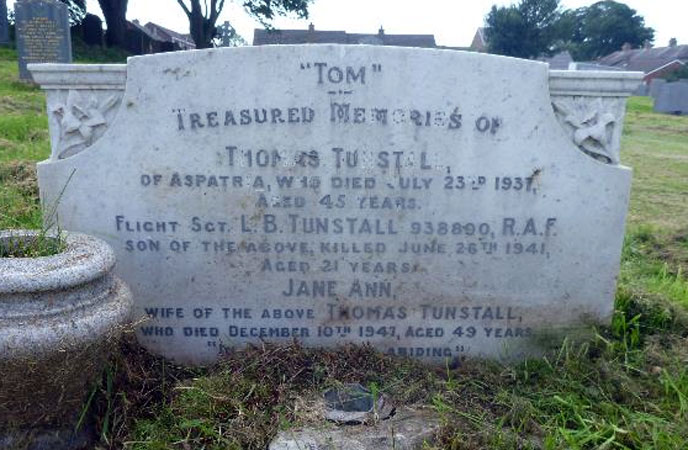 "TOM"
TREASURED MEMORIES OF
THOMAS TUNSTALL,
OF ASPATRIA, WHO DIED JULY 23RD 1937,
AGED 45 YEARS.
FLIGHT SGT. L.B. TUNSTALL 938890, R.A.F.
SON OF THE ABOVE, KILLED JUNE 26TH 1941,
AGED 21 YEARS.
JANE ANN,
WIFE OF THE ABOVE THOMAS TUNSTALL,
WHO DIED DECEMBER 10TH 1947, AGED 49 YEARS
ABIDING"